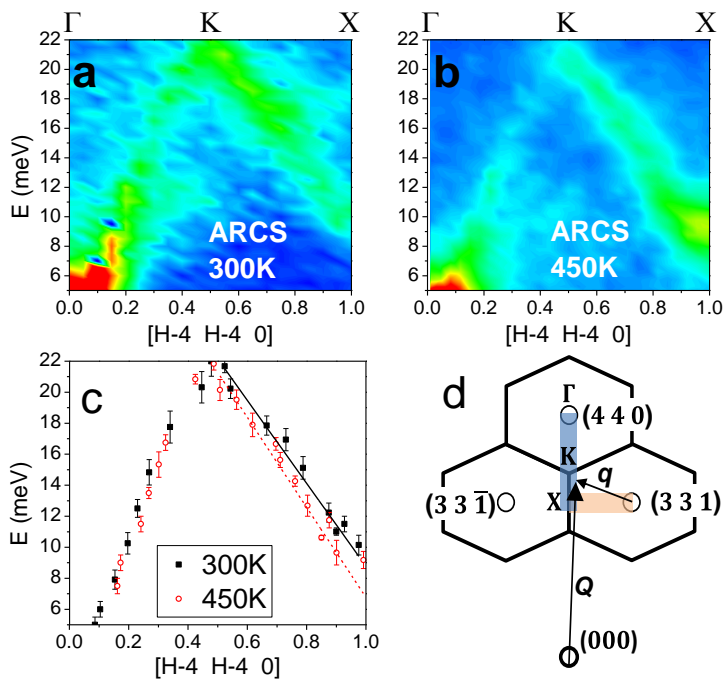 Γ K X
a
E (meV)
22
20
18
16
14
12
10
8
6
ARCS
300K
0.0 0.2 0.4 0.6 0.8 1.0
[H-4 H-4 0]
Γ K X
b
22
20
18
16
14
12
10
8
6
ARCS
450K
0.0 0.2 0.4 0.6 0.8 1.0
[H-4 H-4 0]
c
E (meV)
22
20
18
16
14
12
10
8
6
300K
450K
0.0 0.2 0.4 0.6 0.8 1.0
[H-4 H-4 0]
d
Γ
(4 4 0)
K
q
(3 3 1̅)
X
(3 3 1)
Q
(000)